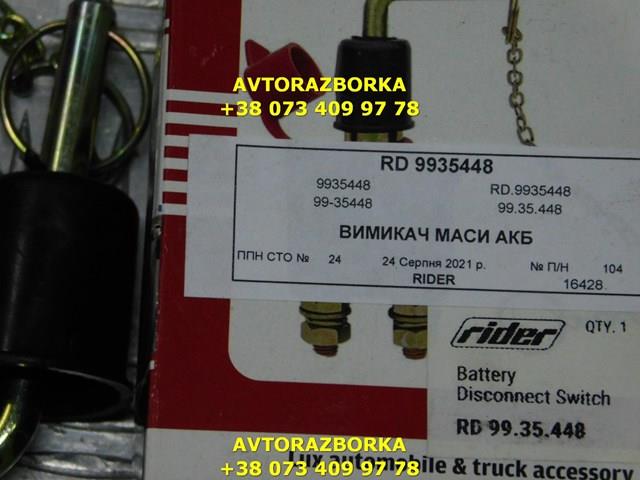 AVTORAZBORKA
+38 073 409 97 78
RD 9935448
9935448 RD.9935448
99-35448 99.35.448
ВИМИКАЧ МАСИ АКБ
ППН СТО № 24 24 Серпня 2021 р. № П/Н 104
RIDER 16428
rider QTY. 1
Battery
Disconnect Switch
RD 99.35.448
AVTORAZBORKA
Lux automobile & truck accessory
+38 073 409 97 78